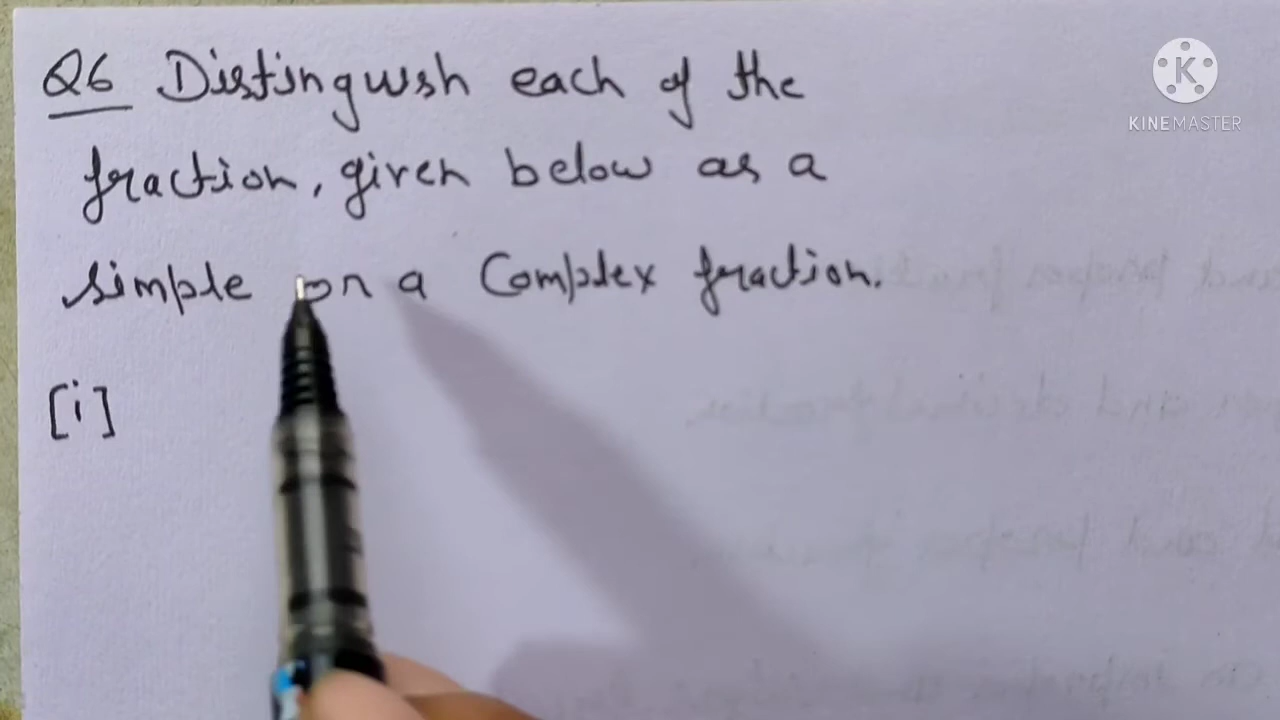 Q6 Distinguish each of the
fraction, given below as a
simple or a Complex fraction.
[i]
K
KINEMASTER